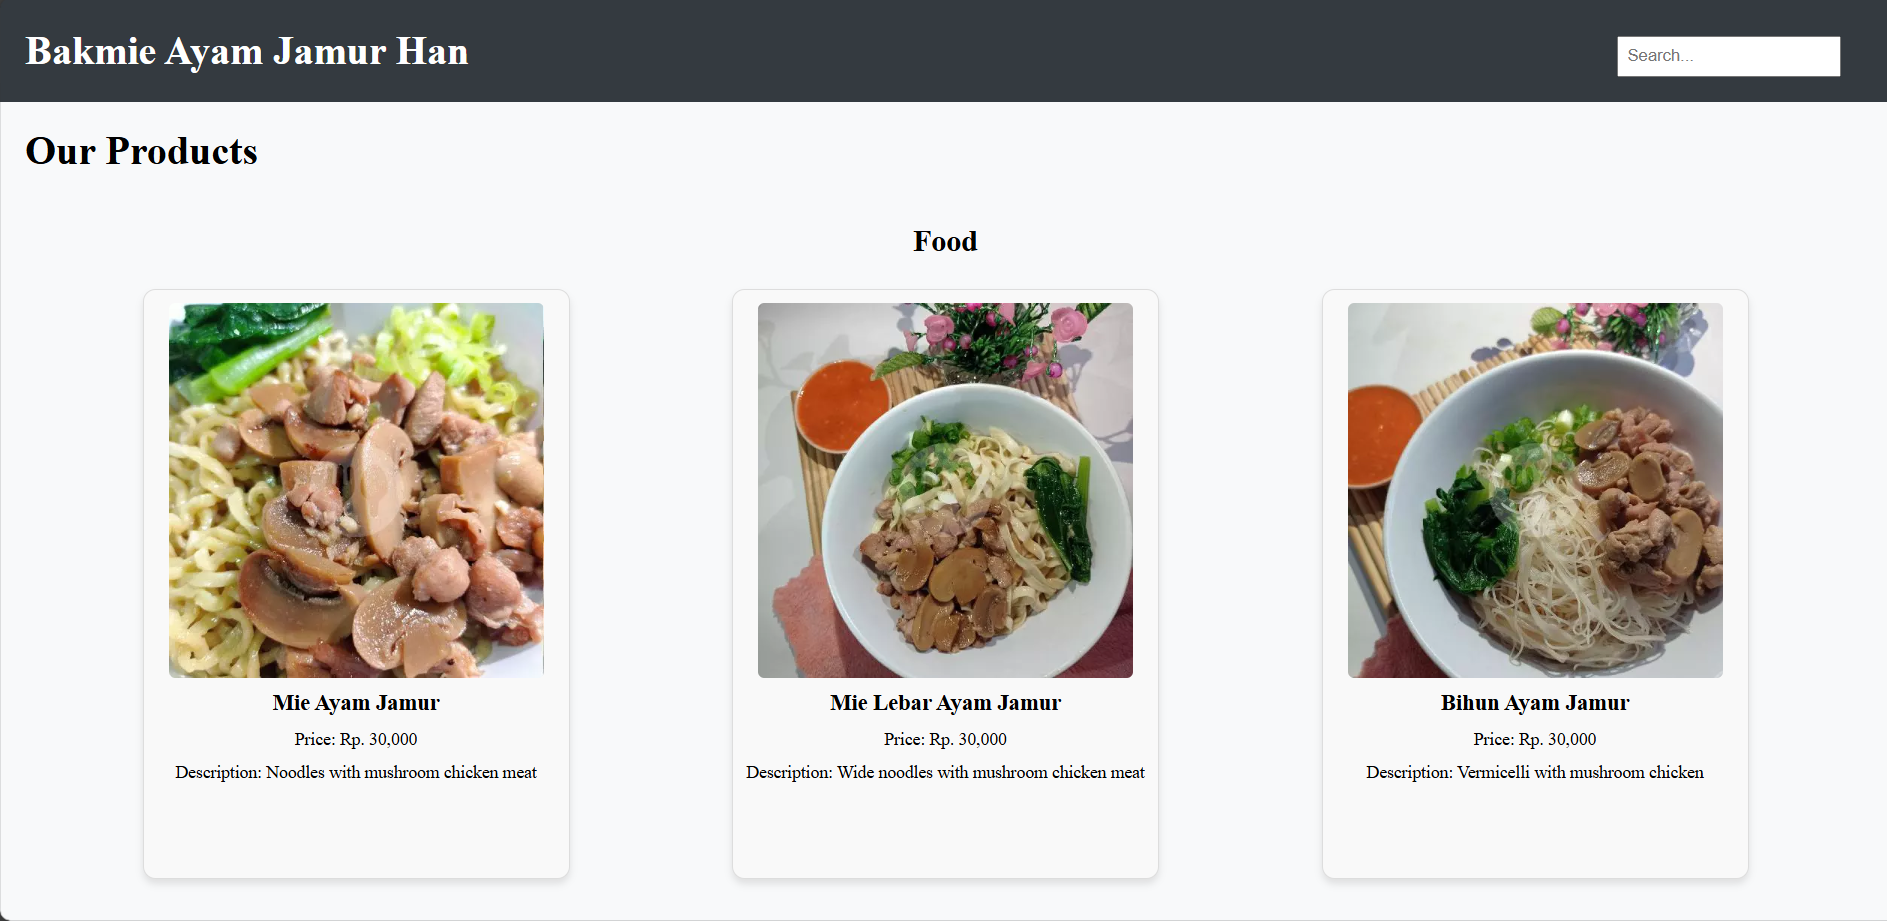 Bakmie Ayam Jamur Han
Search...
Our Products
Food
Mie Ayam Jamur
Price: Rp. 30,000
Description: Noodles with mushroom chicken meat
Mie Lebar Ayam Jamur
Price: Rp. 30,000
Description: Wide noodles with mushroom chicken meat
Bihun Ayam Jamur
Price: Rp. 30,000
Description: Vermicelli with mushroom chicken